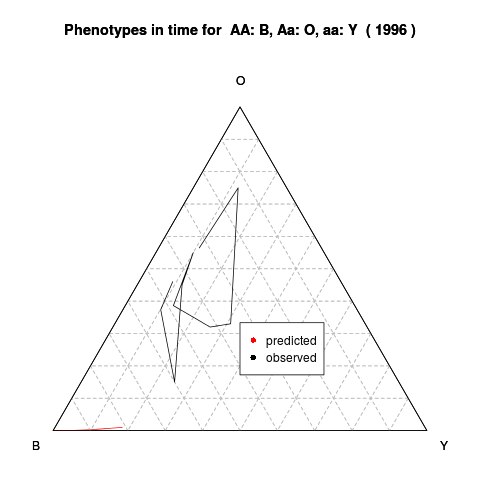 Phenotypes in time for  AA: B, Aa: O, aa: Y  ( 1996 )
O
predicted
observed
B
Y